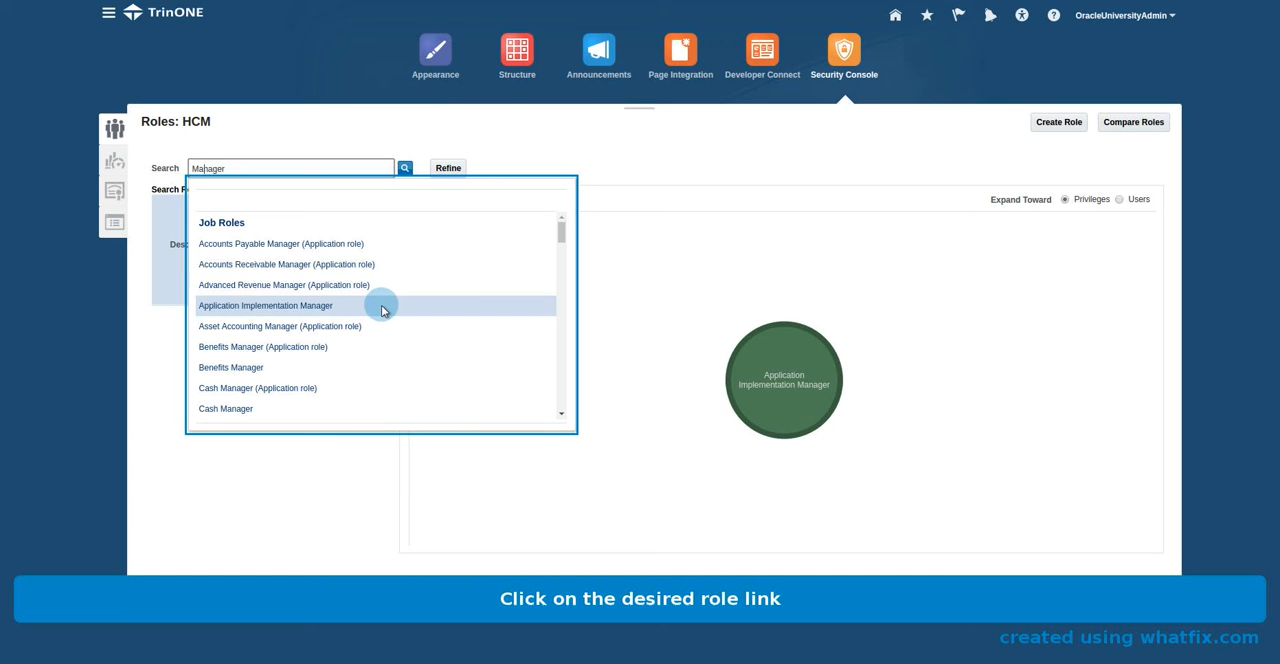 TrinONE
OracleUniversityAdmin
Appearance
Structure
Announcements
Page Integration
Developer Connect
Security Console
Roles: HCM
Create Role
Compare Roles
Search
Manager
Refine
Search R
Expand Toward
Privileges
Users
Job Roles
Accounts Payable Manager (Application role)
Accounts Receivable Manager (Application role)
Advanced Revenue Manager (Application role)
Application Implementation Manager
Asset Accounting Manager (Application role)
Benefits Manager (Application role)
Benefits Manager
Cash Manager (Application role)
Cash Manager
Application
Implementation Manager
Click on the desired role link
created using whatfix.com